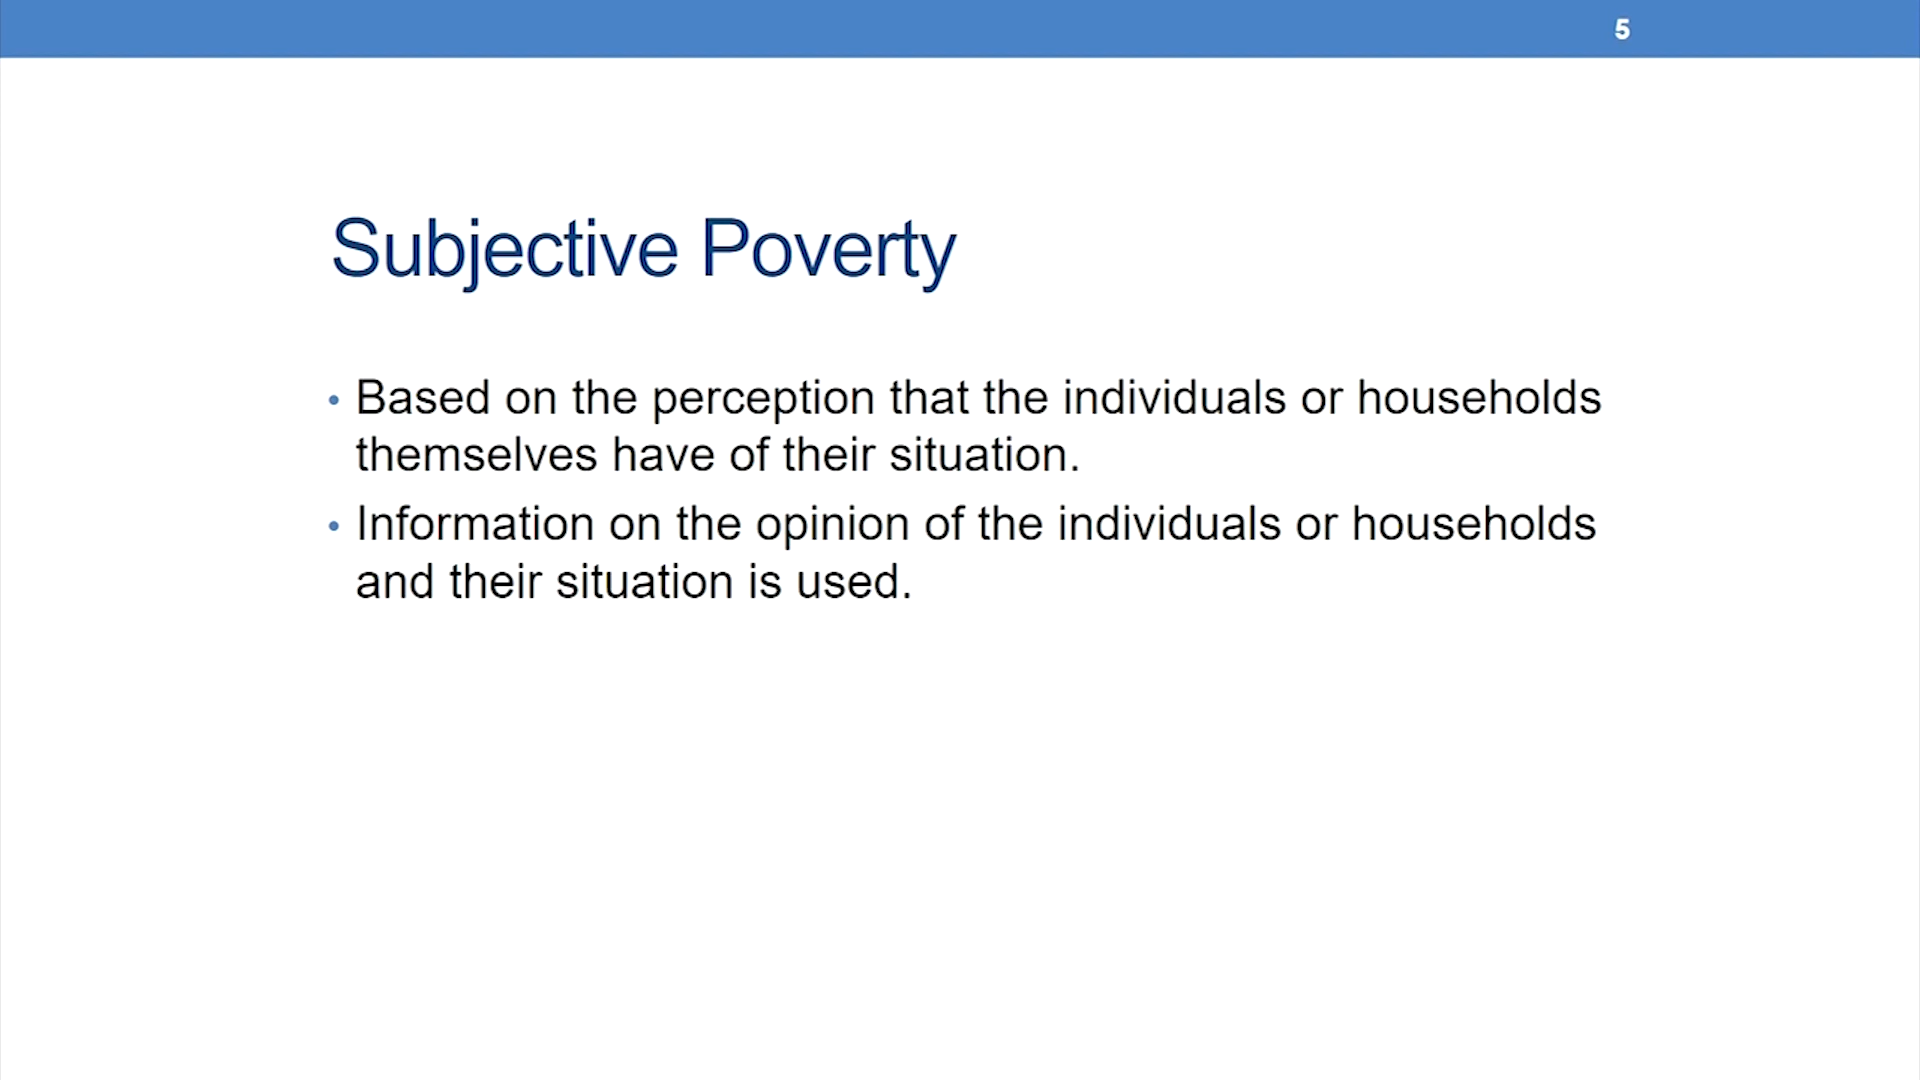 5
Subjective Poverty
• Based on the perception that the individuals or households
themselves have of their situation.
• Information on the opinion of the individuals or households
and their situation is used.